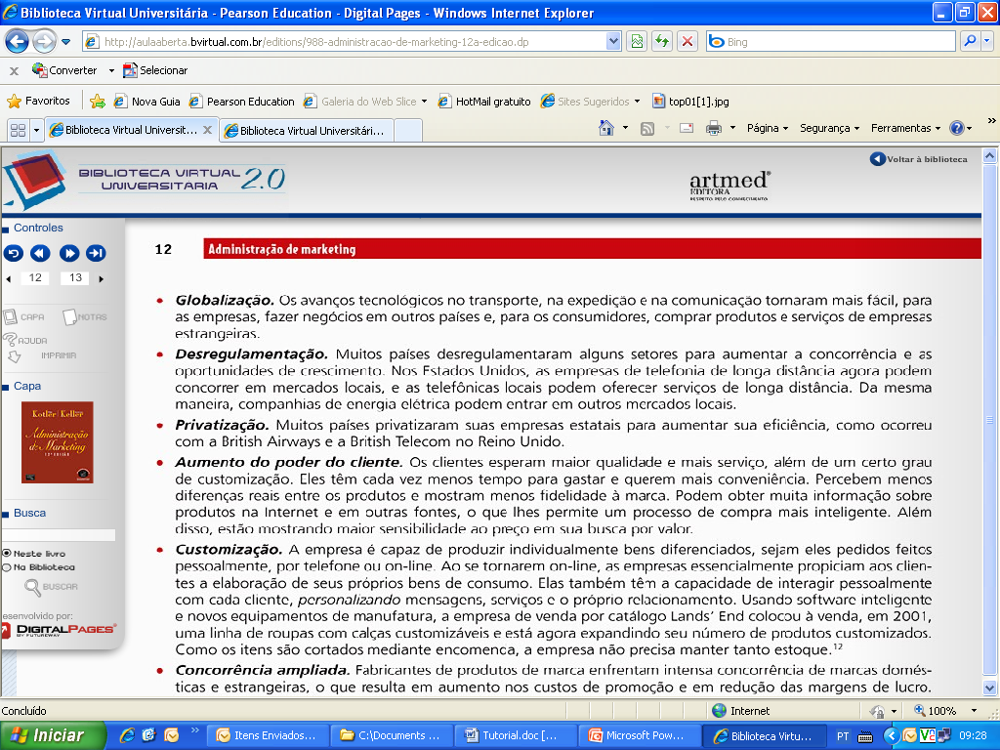 Biblioteca Virtual Universitária - Pearson Education - Digital Pages - Windows Internet Explorer
http://aulaaberta.bvirtual.com.br/editions/988-administracao-de-marketing-12a-edicao.dp
Bing
x Converter Selecionar
Favoritos Nova Guia Pearson Education Galeria do Web Slice HotMail gratuito Sites Sugeridos top01[1].jpg
Biblioteca Virtual Universit... Biblioteca Virtual Universitári... Página Segurança Ferramentas »
BIBLIOTECA VIRTUAL
UNIVERSITÁRIA 2.0
artmed®
EDITORA
RESPEITO PELO CONHECIMENTO
Voltar à biblioteca
Controles
12 13
CAPA NOTAS
AJUDA
IMPRIMIR
Capa
Kotler Keller
Administração
de Marketing
12ª EDIÇÃO
Busca
Neste livro
Na Biblioteca
BUSCAR
esenvolvido por:
DIGITALPAGES®
BY FUTUREWAY
12 Administração de marketing
• Globalização. Os avanços tecnológicos no transporte, na expedição e na comunicação tornaram mais fácil, para
as empresas, fazer negócios em outros países e, para os consumidores, comprar produtos e serviços de empresas
estrangeiras.
• Desregulamentação. Muitos países desregulamentaram alguns setores para aumentar a concorrência e as
oportunidades de crescimento. Nos Estados Unidos, as empresas de telefonia de longa distância agora podem
concorrer em mercados locais, e as telefônicas locais podem oferecer serviços de longa distância. Da mesma
maneira, companhias de energia elétrica podem entrar em outros mercados locais.
• Privatização. Muitos países privatizaram suas empresas estatais para aumentar sua eficiência, como ocorreu
com a British Airways e a British Telecom no Reino Unido.
• Aumento do poder do cliente. Os clientes esperam maior qualidade e mais serviço, além de um certo grau
de customização. Eles têm cada vez menos tempo para gastar e querem mais conveniência. Percebem menos
diferenças reais entre os produtos e mostram menos fidelidade à marca. Podem obter muita informação sobre
produtos na Internet e em outras fontes, o que lhes permite um processo de compra mais inteligente. Além
disso, estão mostrando maior sensibilidade ao preço em sua busca por valor.
• Customização. A empresa é capaz de produzir individualmente bens diferenciados, sejam eles pedidos feitos
pessoalmente, por telefone ou on-line. Ao se tornarem on-line, as empresas essencialmente propiciam aos clien-
tes a elaboração de seus próprios bens de consumo. Elas também têm a capacidade de interagir pessoalmente
com cada cliente, personalizando mensagens, serviços e o próprio relacionamento. Usando software inteligente
e novos equipamentos de manufatura, a empresa de venda por catálogo Lands' End colocou à venda, em 2001,
uma linha de roupas com calças customizáveis e está agora expandindo seu número de produtos customizados.
Como os itens são cortados mediante encomenca, a empresa não precisa manter tanto estoque.12
• Concorrência ampliada. Fabricantes de produtos de marca enfrentam intensa concorrência de marcas domés-
ticas e estrangeiras, o que resulta em aumento nos custos de promoção e em redução das margens de lucro.
Concluído Internet 100%
Iniciar » Itens Enviados... C:\Documents ... Tutorial.doc [... Microsoft Pow... Biblioteca Virtu... PT 09:28